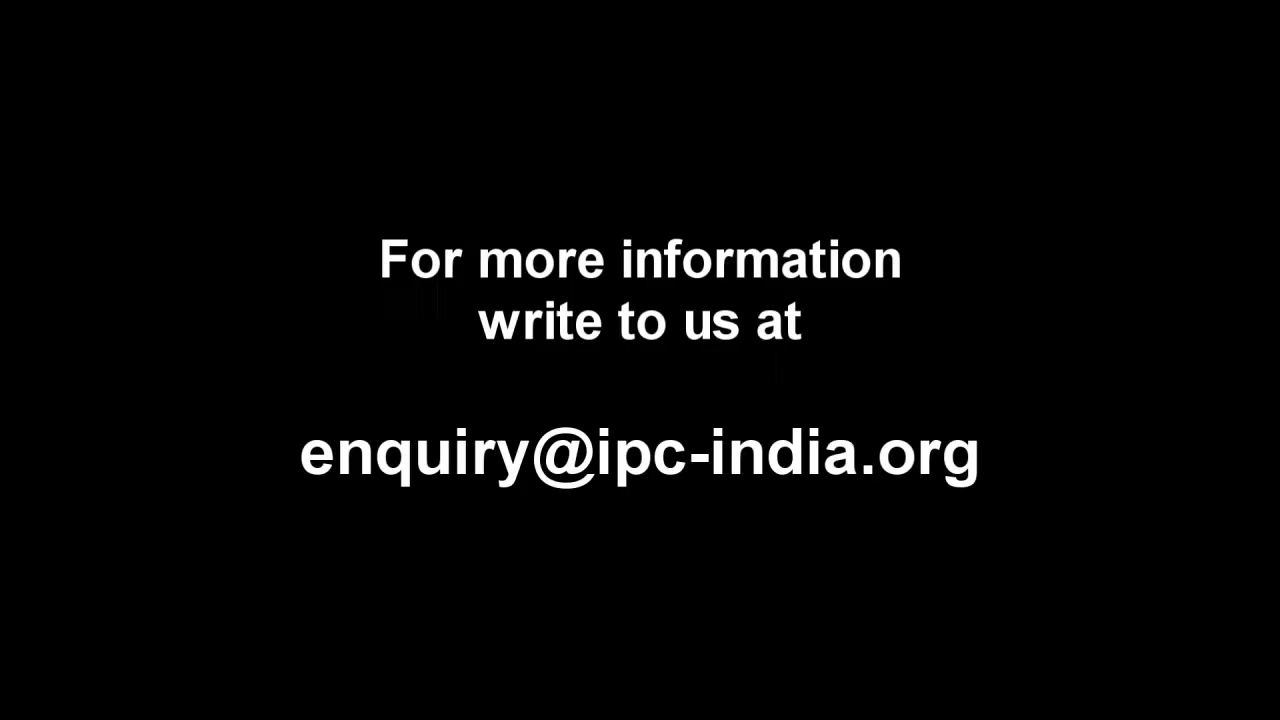 For more information
write to us at
enquiry@ipc-india.org